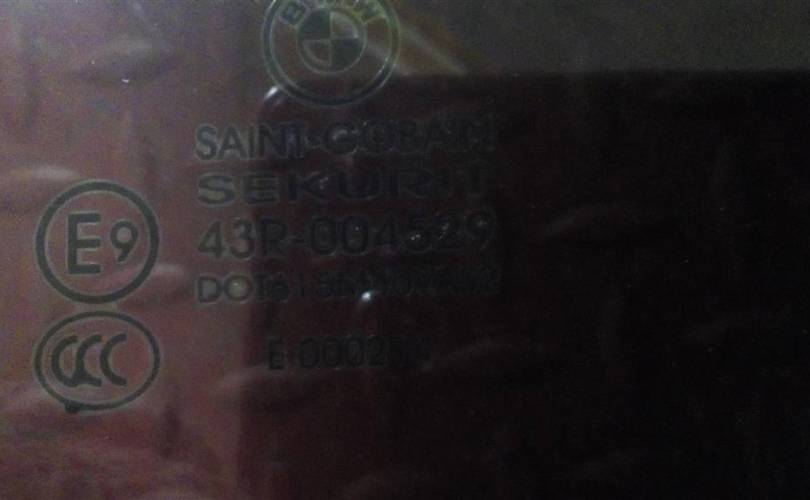 BMW
SAINT-GOBAIN
SEKURIT
E9
43R-004529
CCC